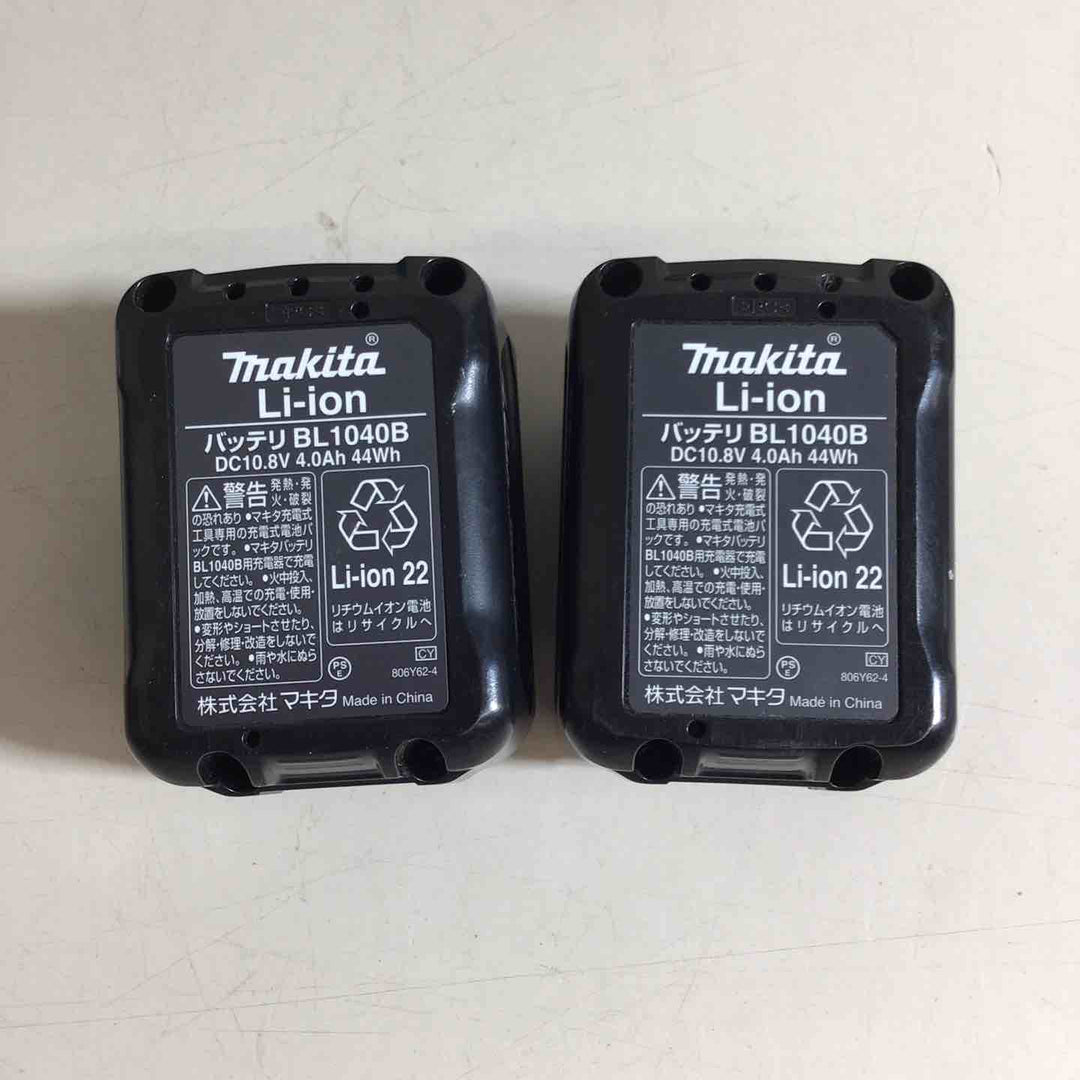 makita®
Li-ion
バッテリ BL1040B
DC10.8V 4.0Ah 44Wh
⚠警告 発熱・発
火・破裂
の恐れあり •マキタ充電式
工具専用の充電式電池パ
ックです。•マキタバッテリ
BL1040B用充電器で充電
してください。•火中投入、
加熱、高温での充電・使用・
放置をしないでください。
•変形やショートさせたり、
分解・修理・改造をしないで
ください。•雨や水にぬら
さないでください。
Li-ion 22
リチウムイオン電池
はリサイクルへ
PS
E
CY
806Y62-4
株式会社マキタ Made in China
makita®
Li-ion
バッテリ BL1040B
DC10.8V 4.0Ah 44Wh
⚠警告 発熱・発
火・破裂
の恐れあり •マキタ充電式
工具専用の充電式電池パ
ックです。•マキタバッテリ
BL1040B用充電器で充電
してください。•火中投入、
加熱、高温での充電・使用・
放置をしないでください。
•変形やショートさせたり、
分解・修理・改造をしないで
ください。•雨や水にぬら
さないでください。
Li-ion 22
リチウムイオン電池
はリサイクルへ
PS
E
CY
806Y62-4
株式会社マキタ Made in China